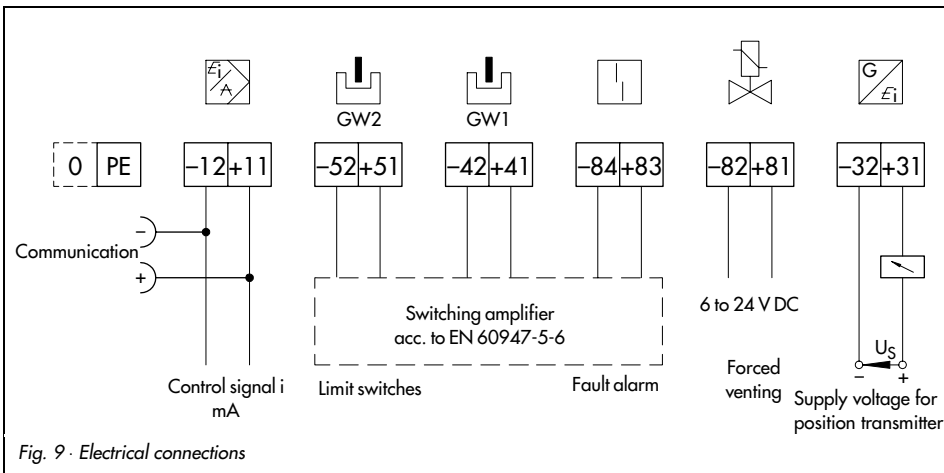 E i A
G E i
GW2
GW1
0 PE
−12 +11
−52 +51
−42 +41
−84 +83
−82 +81
−32 +31
−
Communication
+
Switching amplifier
acc. to EN 60947-5-6
6 to 24 V DC
US
− +
Control signal i
mA
Limit switches
Fault alarm
Forced
venting
Supply voltage for
position transmitter
Fig. 9 · Electrical connections